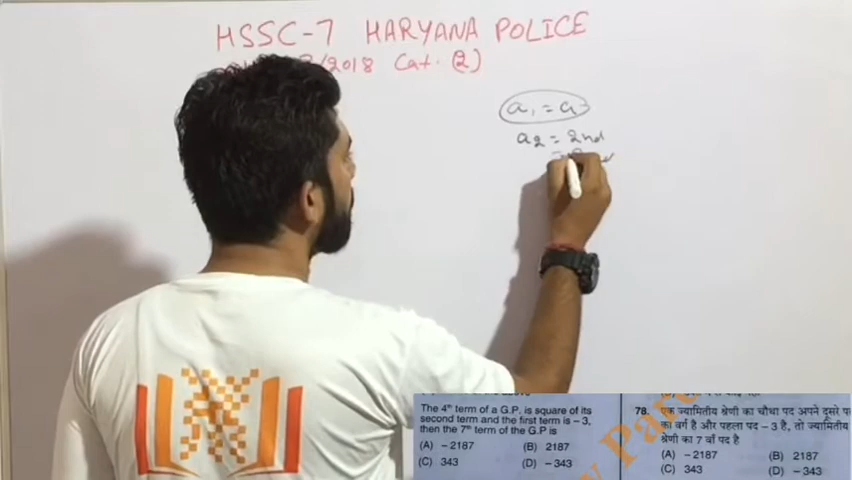 HSSC-7 HARYANA POLICE
/2018 Cat. (2)
a₁ = a
a₂ = 2nd
The 4th term of a G.P. is square of its
second term and the first term is – 3,
then the 7th term of the G.P. is
(A) – 2187 (B) 2187
(C) 343 (D) –343
78. एक ज्यामितीय श्रेणी का चौथा पद अपने दूसरे प
का वर्ग है और पहला पद – 3 है, तो ज्यामितीय
श्रेणी का 7 वाँ पद है
(A) – 2187 (B) 2187
(C) 343 (D) –343